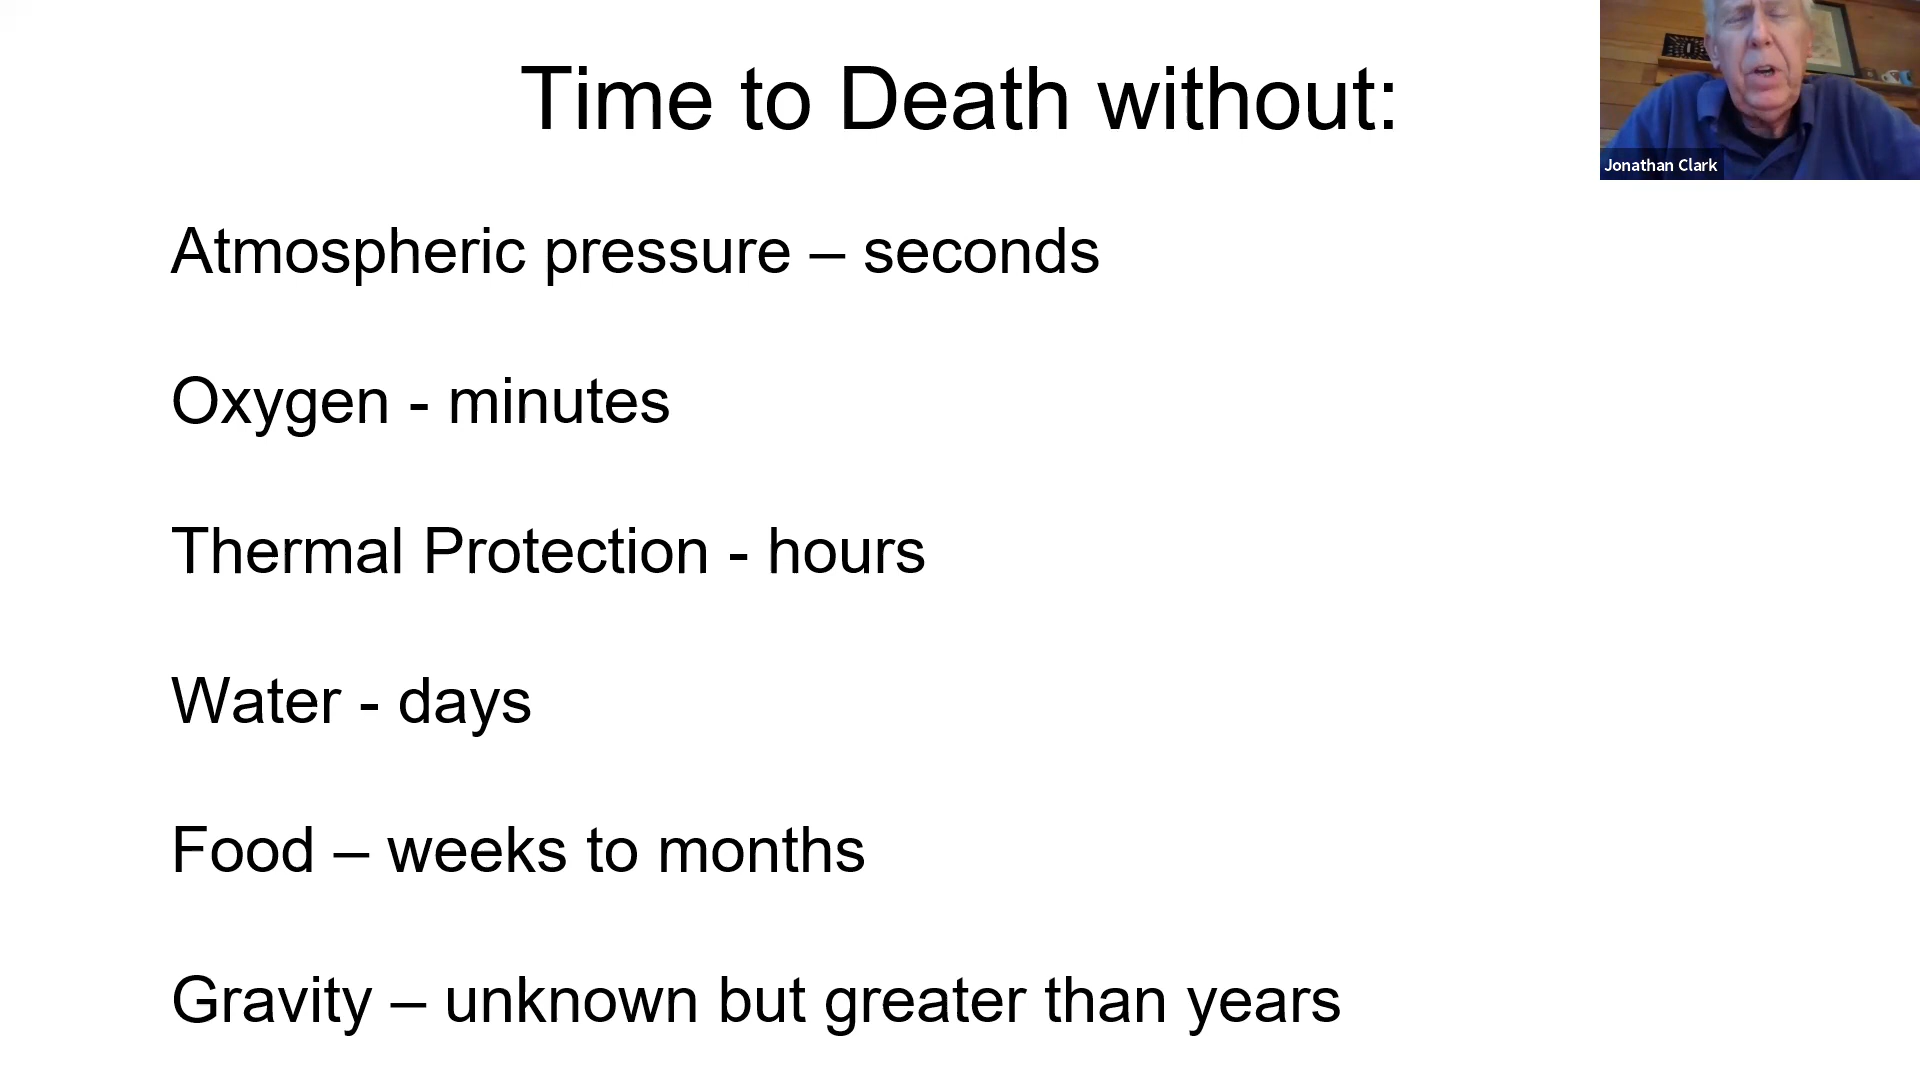 Time to Death without:
Jonathan Clark
Atmospheric pressure – seconds
Oxygen - minutes
Thermal Protection - hours
Water - days
Food – weeks to months
Gravity – unknown but greater than years